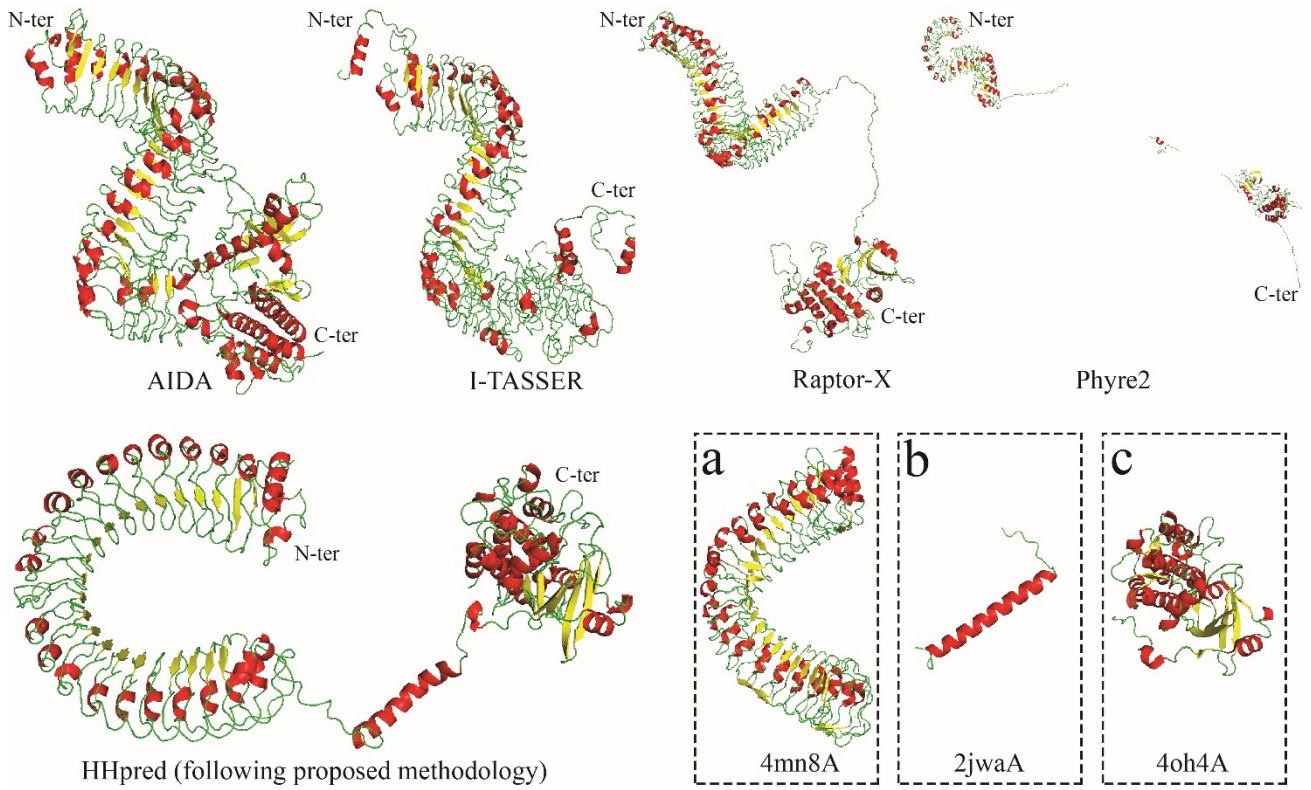 N-ter
C-ter
AIDA
N-ter
C-ter
I-TASSER
N-ter
C-ter
Raptor-X
N-ter
C-ter
Phyre2
N-ter
C-ter
HHpred (following proposed methodology)
a
4mn8A
b
2jwaA
c
4oh4A